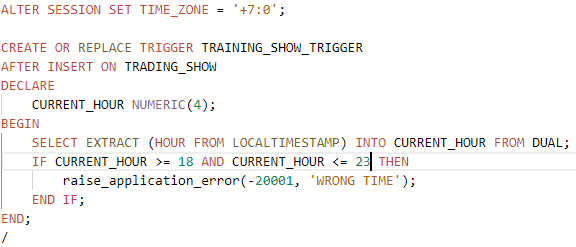 ALTER SESSION SET TIME_ZONE = '+7:0';
CREATE OR REPLACE TRIGGER TRAINING_SHOW_TRIGGER
AFTER INSERT ON TRADING_SHOW
DECLARE
CURRENT_HOUR NUMERIC(4);
BEGIN
SELECT EXTRACT (HOUR FROM LOCALTIMESTAMP) INTO CURRENT_HOUR FROM DUAL;
IF CURRENT_HOUR >= 18 AND CURRENT_HOUR <= 23 THEN
raise_application_error(-20001, 'WRONG TIME');
END IF;
END;
/